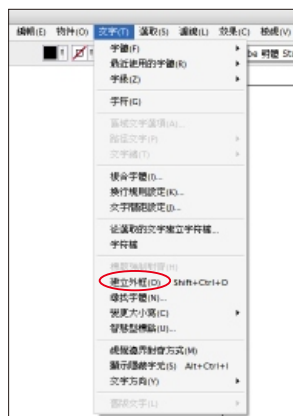 編輯(E) 物件(O) 文字(T) 選取(S) 濾鏡(L) 效果(C) 檢視(V)
字體(F)
最近使用的字體(R)
字級(Z)
字符(G)
區域文字選項(A)...
路徑文字(P)
文字緒(T)
複合字體(I)...
換行規則設定(K)...
文字間距設定(J)...
從選取的文字建立字符檔...
字符檔
建立外框(O) Shift+Ctrl+O
尋找字體(N)...
變更大小寫(C)
智慧型標點(U)...
視覺邊界對齊方式(M)
顯示隱藏字元(S) Alt+Ctrl+I
文字方向(Y)